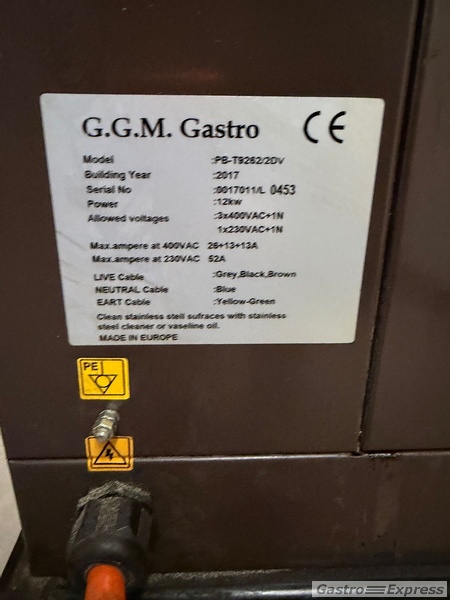 G.G.M. Gastro CE
Model :PB-T9262/2DV
Building Year :2017
Serial No :0017011/L 0453
Power :12kw
Allowed voltages :3x400VAC+1N
1x230VAC+1N
Max.ampere at 400VAC 26+13+13A
Max.ampere at 230VAC 52A
LIVE Cable :Grey,Black,Brown
NEUTRAL Cable :Blue
EART Cable :Yellow-Green
Clean stainless stell sufraces with stainless
steel cleaner or vaseline oil.
MADE IN EUROPE
PE
Gastro Express